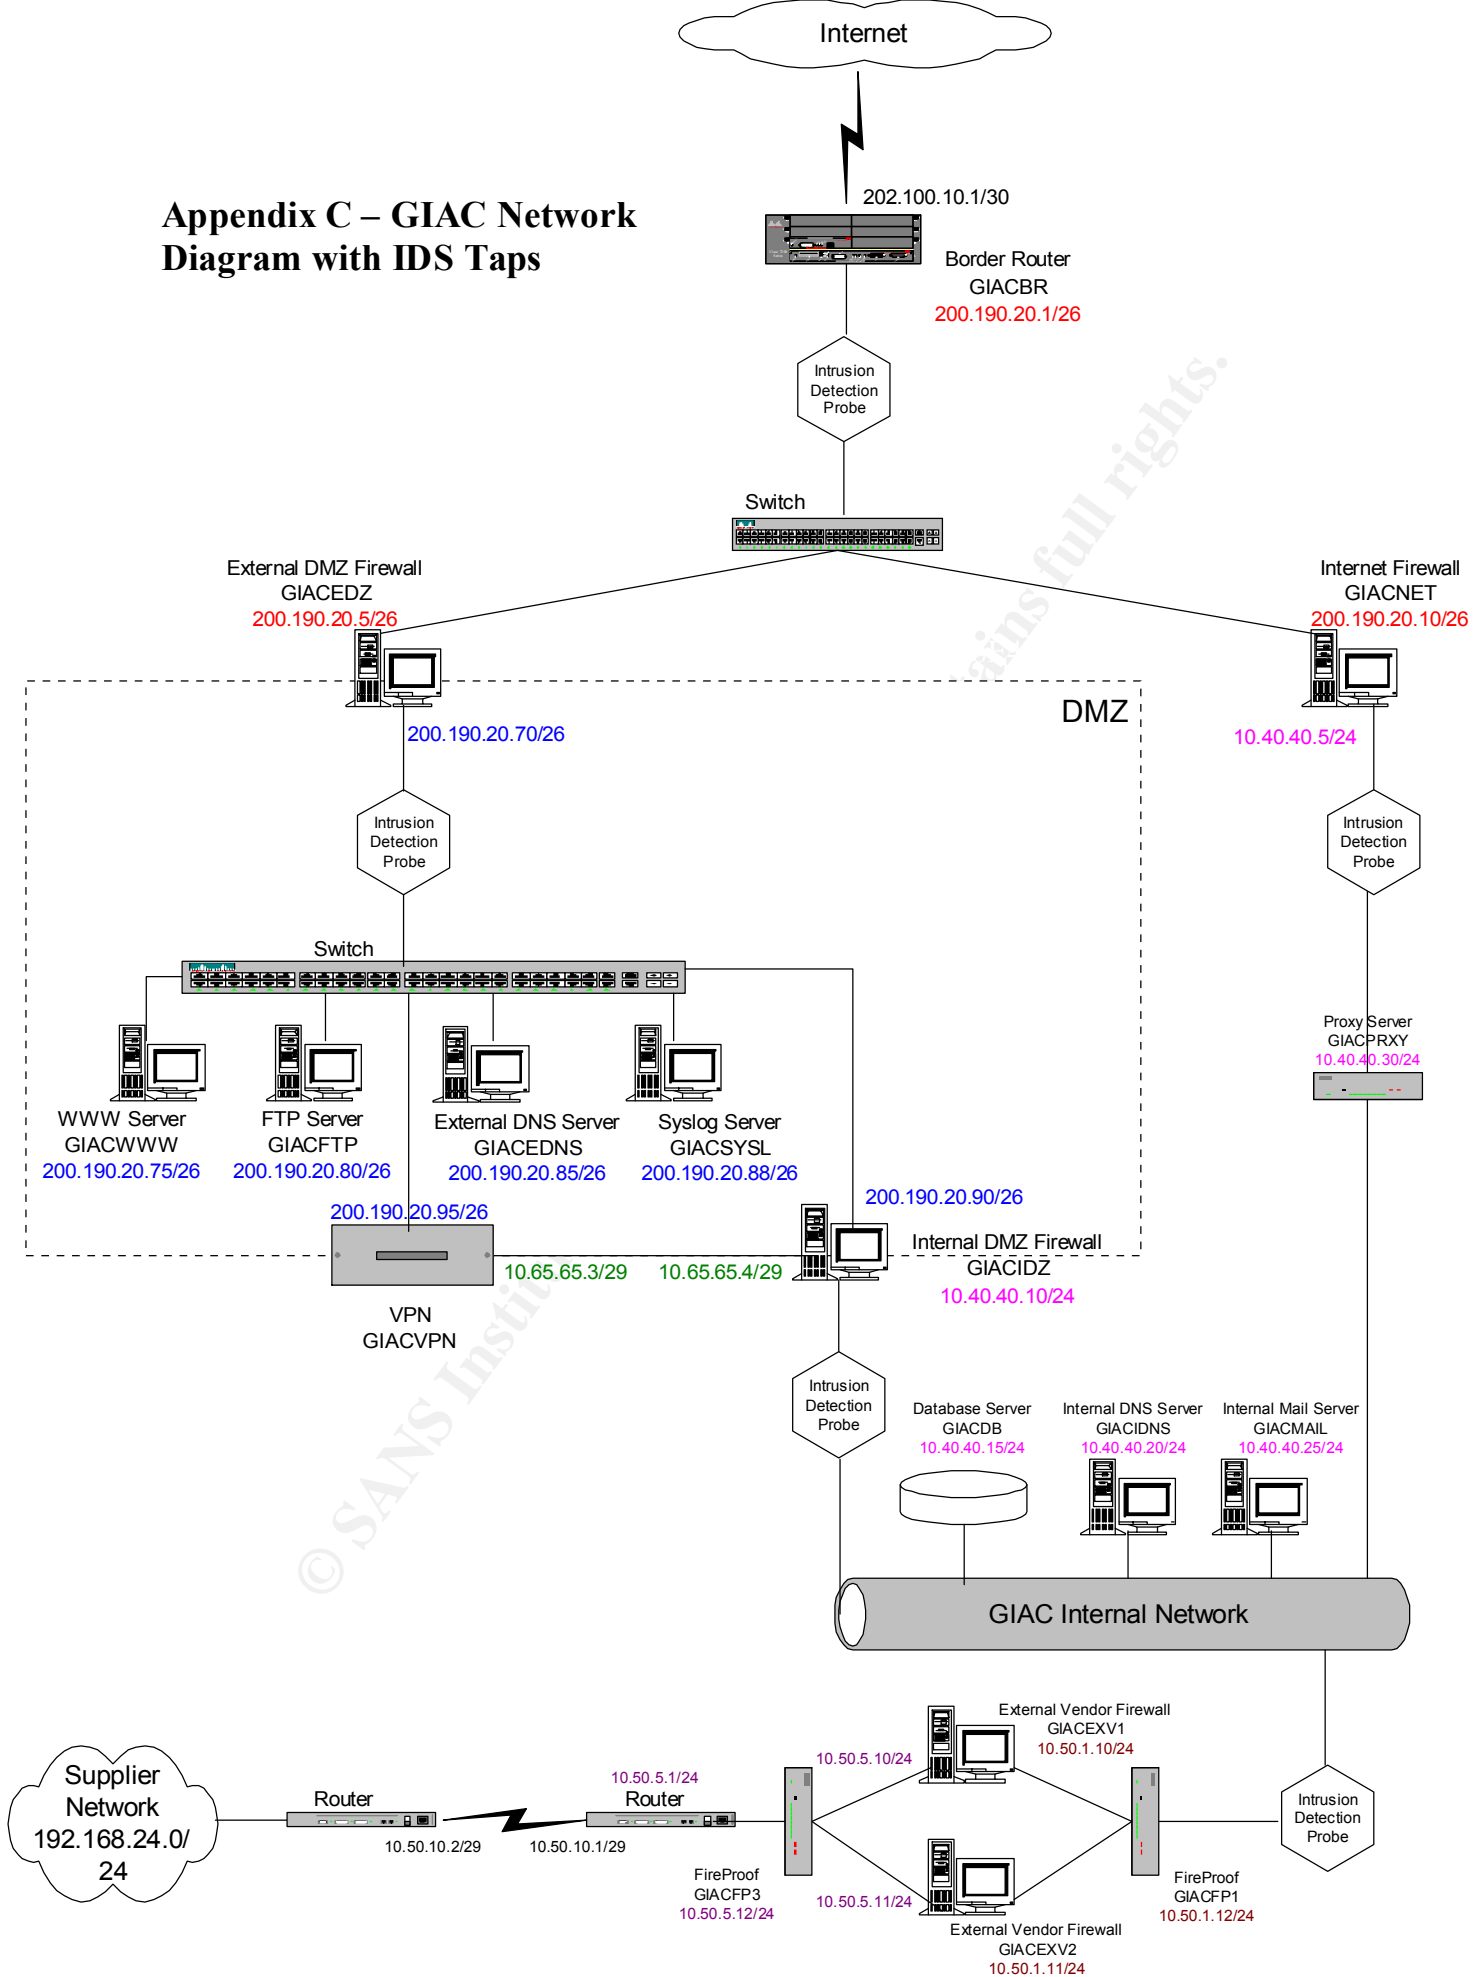 Internet
202.100.10.1/30
Appendix C – GIAC Network
Diagram with IDS Taps
Border Router
GIACBR
200.190.20.1/26
Intrusion
Detection
Probe
Switch
External DMZ Firewall
GIACEDZ
200.190.20.5/26
Internet Firewall
GIACNET
200.190.20.10/26
DMZ
200.190.20.70/26
10.40.40.5/24
Intrusion
Detection
Probe
Intrusion
Detection
Probe
Switch
Proxy Server
GIACPRXY
10.40.40.30/24
WWW Server
GIACWWW
200.190.20.75/26
FTP Server
GIACFTP
200.190.20.80/26
External DNS Server
GIACEDNS
200.190.20.85/26
Syslog Server
GIACSYSL
200.190.20.88/26
200.190.20.95/26
200.190.20.90/26
Internal DMZ Firewall
GIACIDZ
10.40.40.10/24
10.65.65.3/29
10.65.65.4/29
VPN
GIACVPN
Intrusion
Detection
Probe
Database Server
GIACDB
10.40.40.15/24
Internal DNS Server
GIACIDNS
10.40.40.20/24
Internal Mail Server
GIACMAIL
10.40.40.25/24
GIAC Internal Network
External Vendor Firewall
GIACEXV1
10.50.1.10/24
10.50.5.10/24
Supplier
Network
192.168.24.0/
24
Router
10.50.10.2/29
10.50.5.1/24
Router
10.50.10.1/29
Intrusion
Detection
Probe
FireProof
GIACFP3
10.50.5.12/24
10.50.5.11/24
FireProof
GIACFP1
10.50.1.12/24
External Vendor Firewall
GIACEXV2
10.50.1.11/24
© SANS Instit
ains full rights.